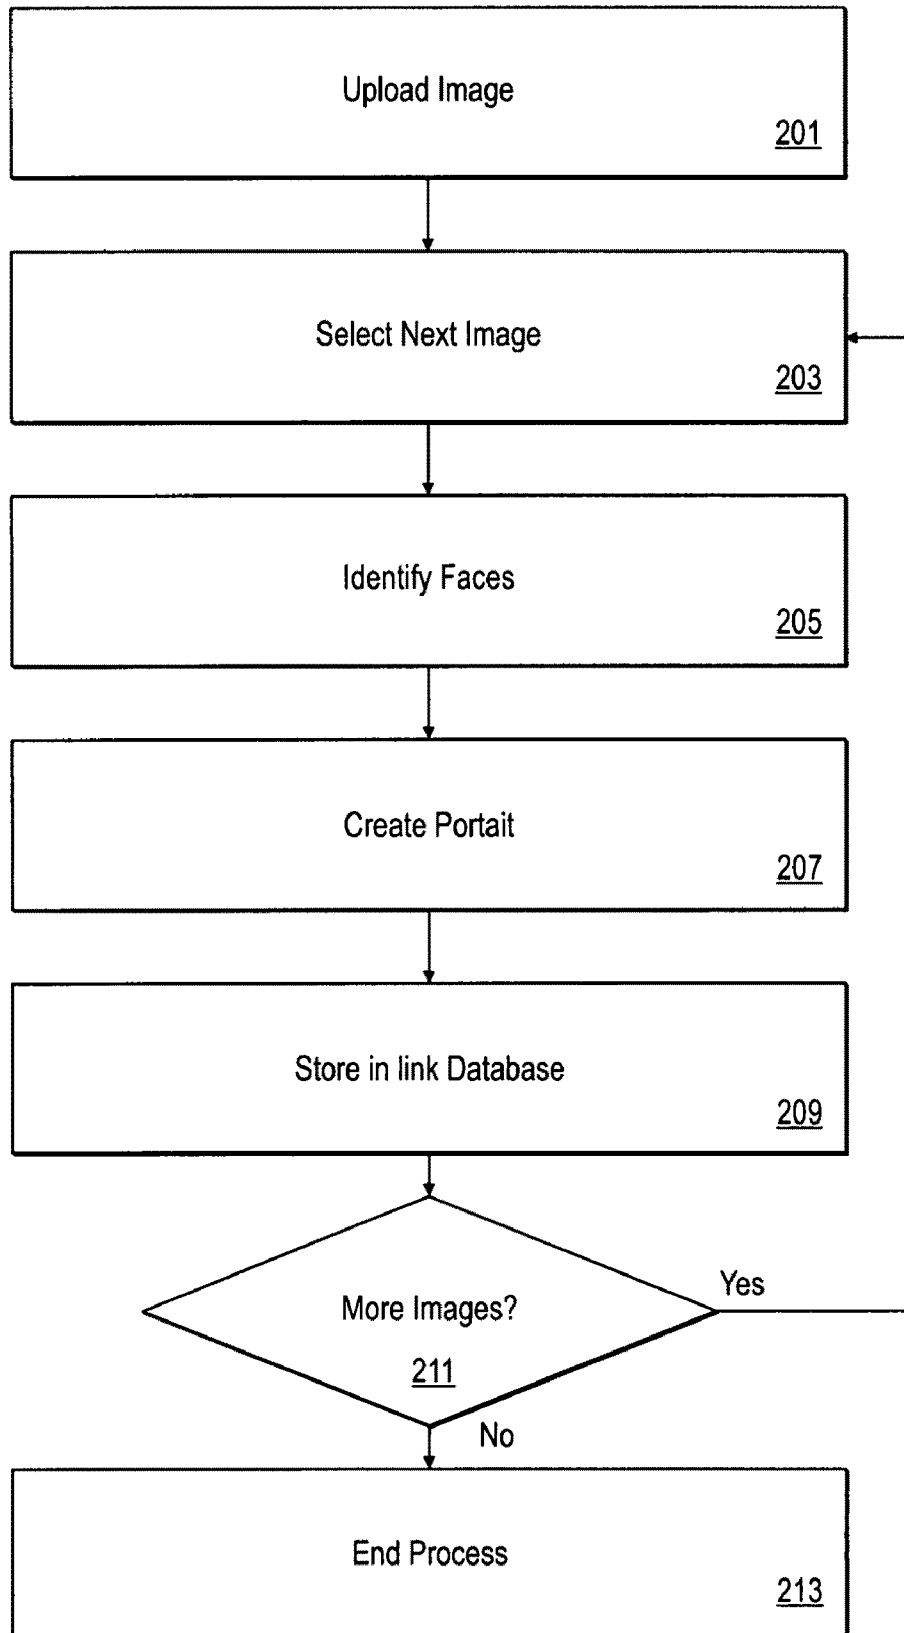 Upload Image
201
Select Next Image
203
Identify Faces
205
Create Portait
207
Store in link Database
209
Yes
More Images?
211
No
End Process
213